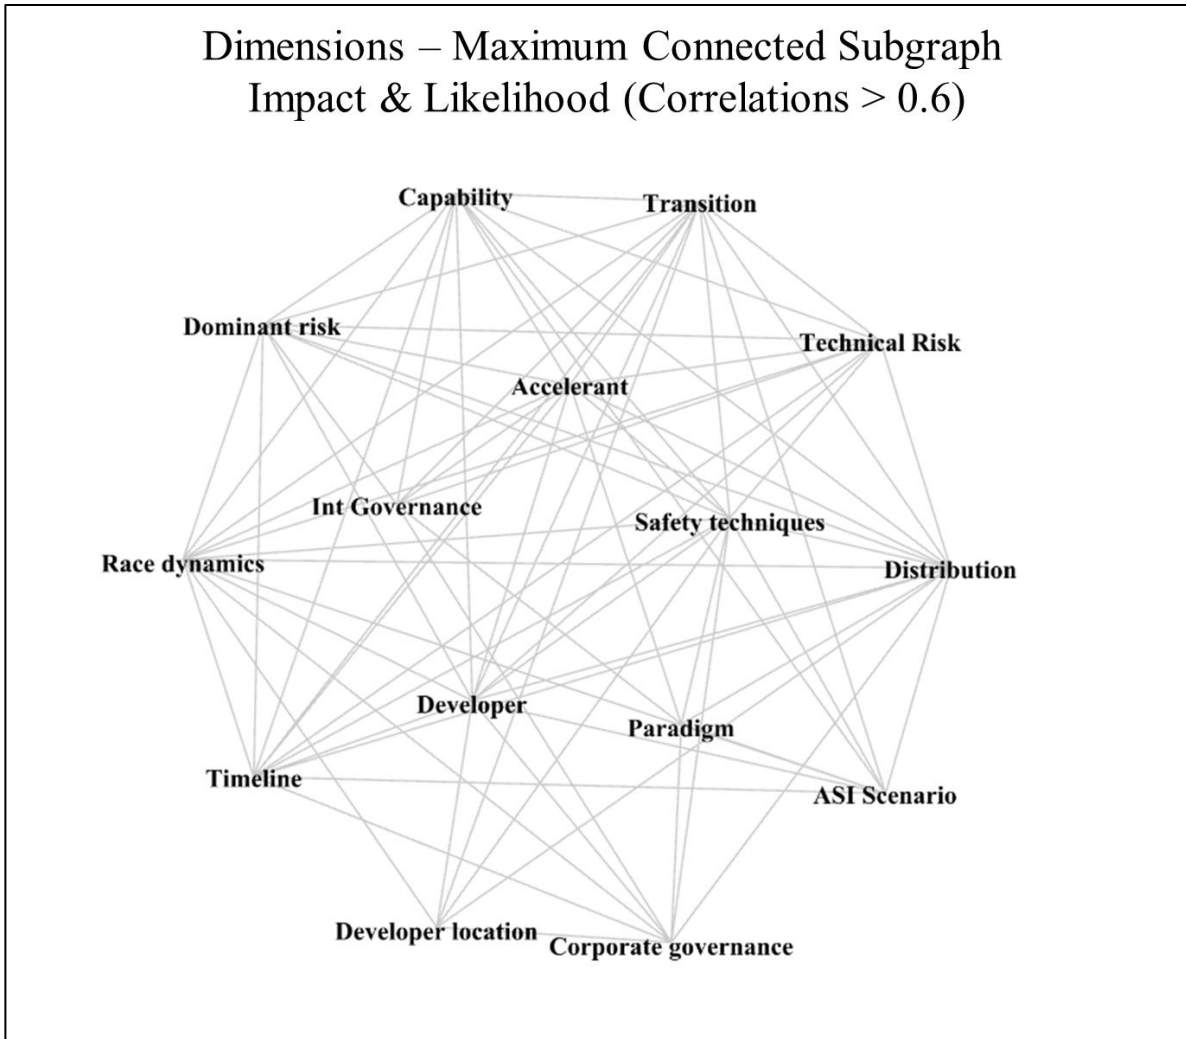 Dimensions – Maximum Connected Subgraph
Impact & Likelihood (Correlations > 0.6)
Capability
Transition
Dominant risk
Technical Risk
Accelerant
Int Governance
Safety techniques
Race dynamics
Distribution
Developer
Paradigm
Timeline
ASI Scenario
Developer location
Corporate governance